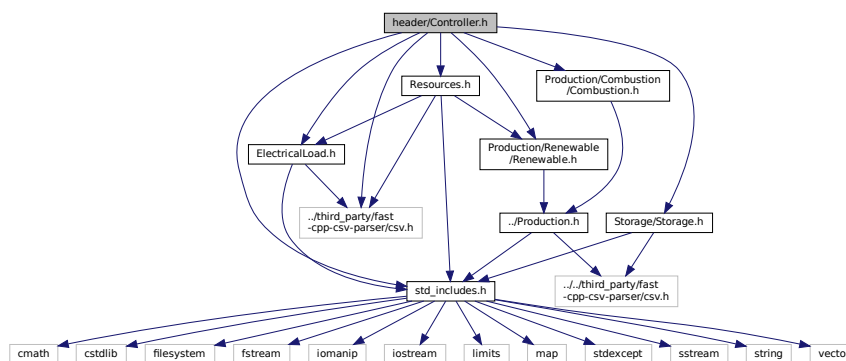 header/Controller.h
Resources.h
Production/Combustion
/Combustion.h
ElectricalLoad.h
Production/Renewable
/Renewable.h
../third_party/fast
-cpp-csv-parser/csv.h
../Production.h
Storage/Storage.h
std_includes.h
../../third_party/fast
-cpp-csv-parser/csv.h
cmath
cstdlib
filesystem
fstream
iomanip
iostream
limits
map
stdexcept
sstream
string
vecto